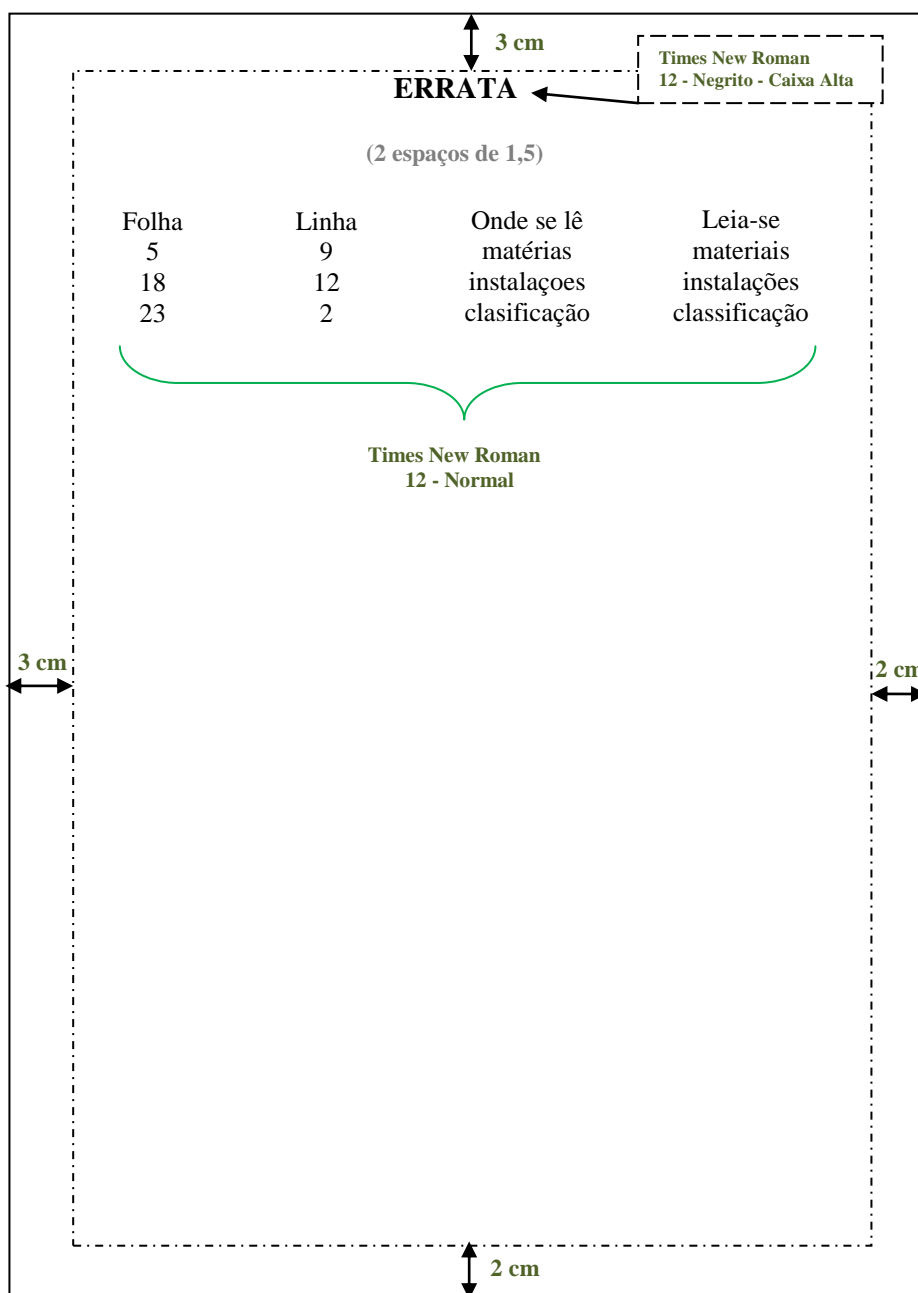 3 cm
Times New Roman
12 - Negrito - Caixa Alta
ERRATA
(2 espaços de 1,5)
Folha Linha Onde se lê Leia-se
5 9 matérias materiais
18 12 instalaçoes instalações
23 2 clasificação classificação
Times New Roman
12 - Normal
3 cm
2 cm
2 cm